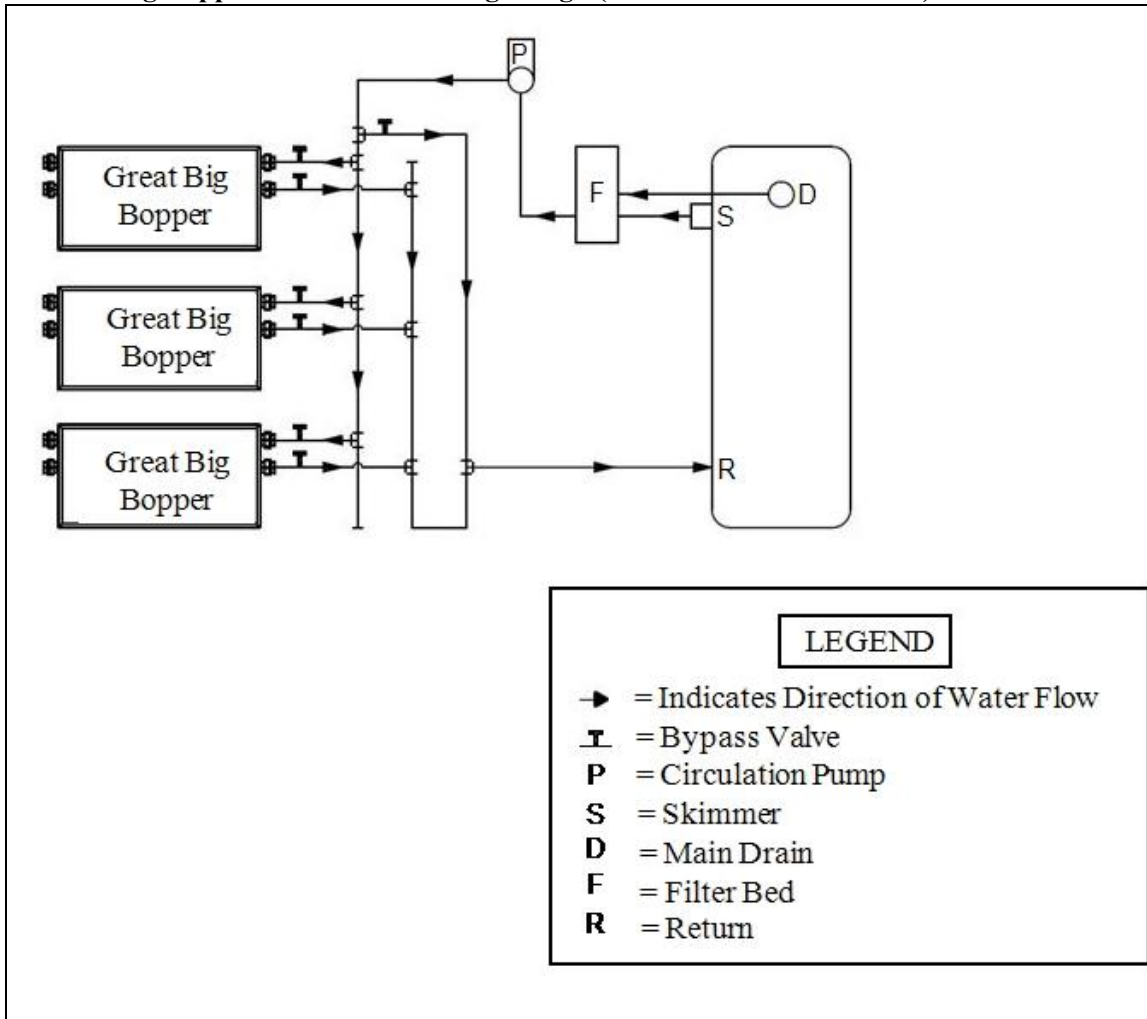 P
Great Big
Bopper
F
D
S
Great Big
Bopper
Great Big
Bopper
R
LEGEND
= Indicates Direction of Water Flow
= Bypass Valve
P = Circulation Pump
S = Skimmer
D = Main Drain
F = Filter Bed
R = Return